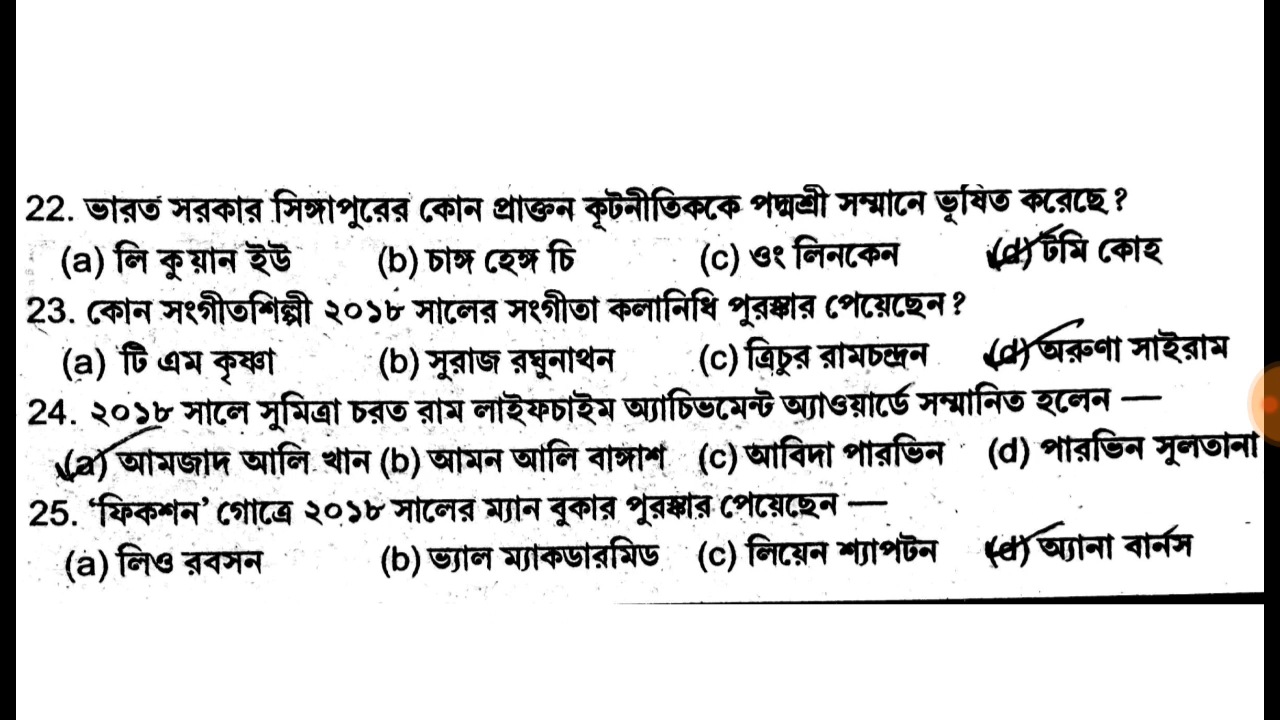 22. ভারত সরকার সিঙ্গাপুরের কোন প্রাক্তন কূটনীতিককে পদ্মশ্রী সম্মানে ভূষিত করেছে?
(a) লি কুয়ান ইউ (b) চাঙ্গ হেঙ্গ চি (c) ওং লিনকেন (d) টমি কোহ
23. কোন সংগীতশিল্পী ২০১৮ সালের সংগীতা কলানিধি পুরস্কার পেয়েছেন?
(a) টি এম কৃষ্ণা (b) সুরাজ রঘুনাথন (c) ত্রিচুর রামচন্দ্রন (d) অরুণা সাইরাম
24. ২০১৮ সালে সুমিত্রা চরত রাম লাইফচাইম অ্যাচিভমেন্ট অ্যাওয়ার্ডে সম্মানিত হলেন —
(a) আমজাদ আলি খান (b) আমন আলি বাঙ্গাশ (c) আবিদা পারভিন (d) পারভিন সুলতানা
25. ‘ফিকশন’ গোত্রে ২০১৮ সালের ম্যান বুকার পুরস্কার পেয়েছেন —
(a) লিও রবসন (b) ভ্যাল ম্যাকডারমিড (c) লিয়েন শ্যাপটন (d) অ্যানা বার্নস